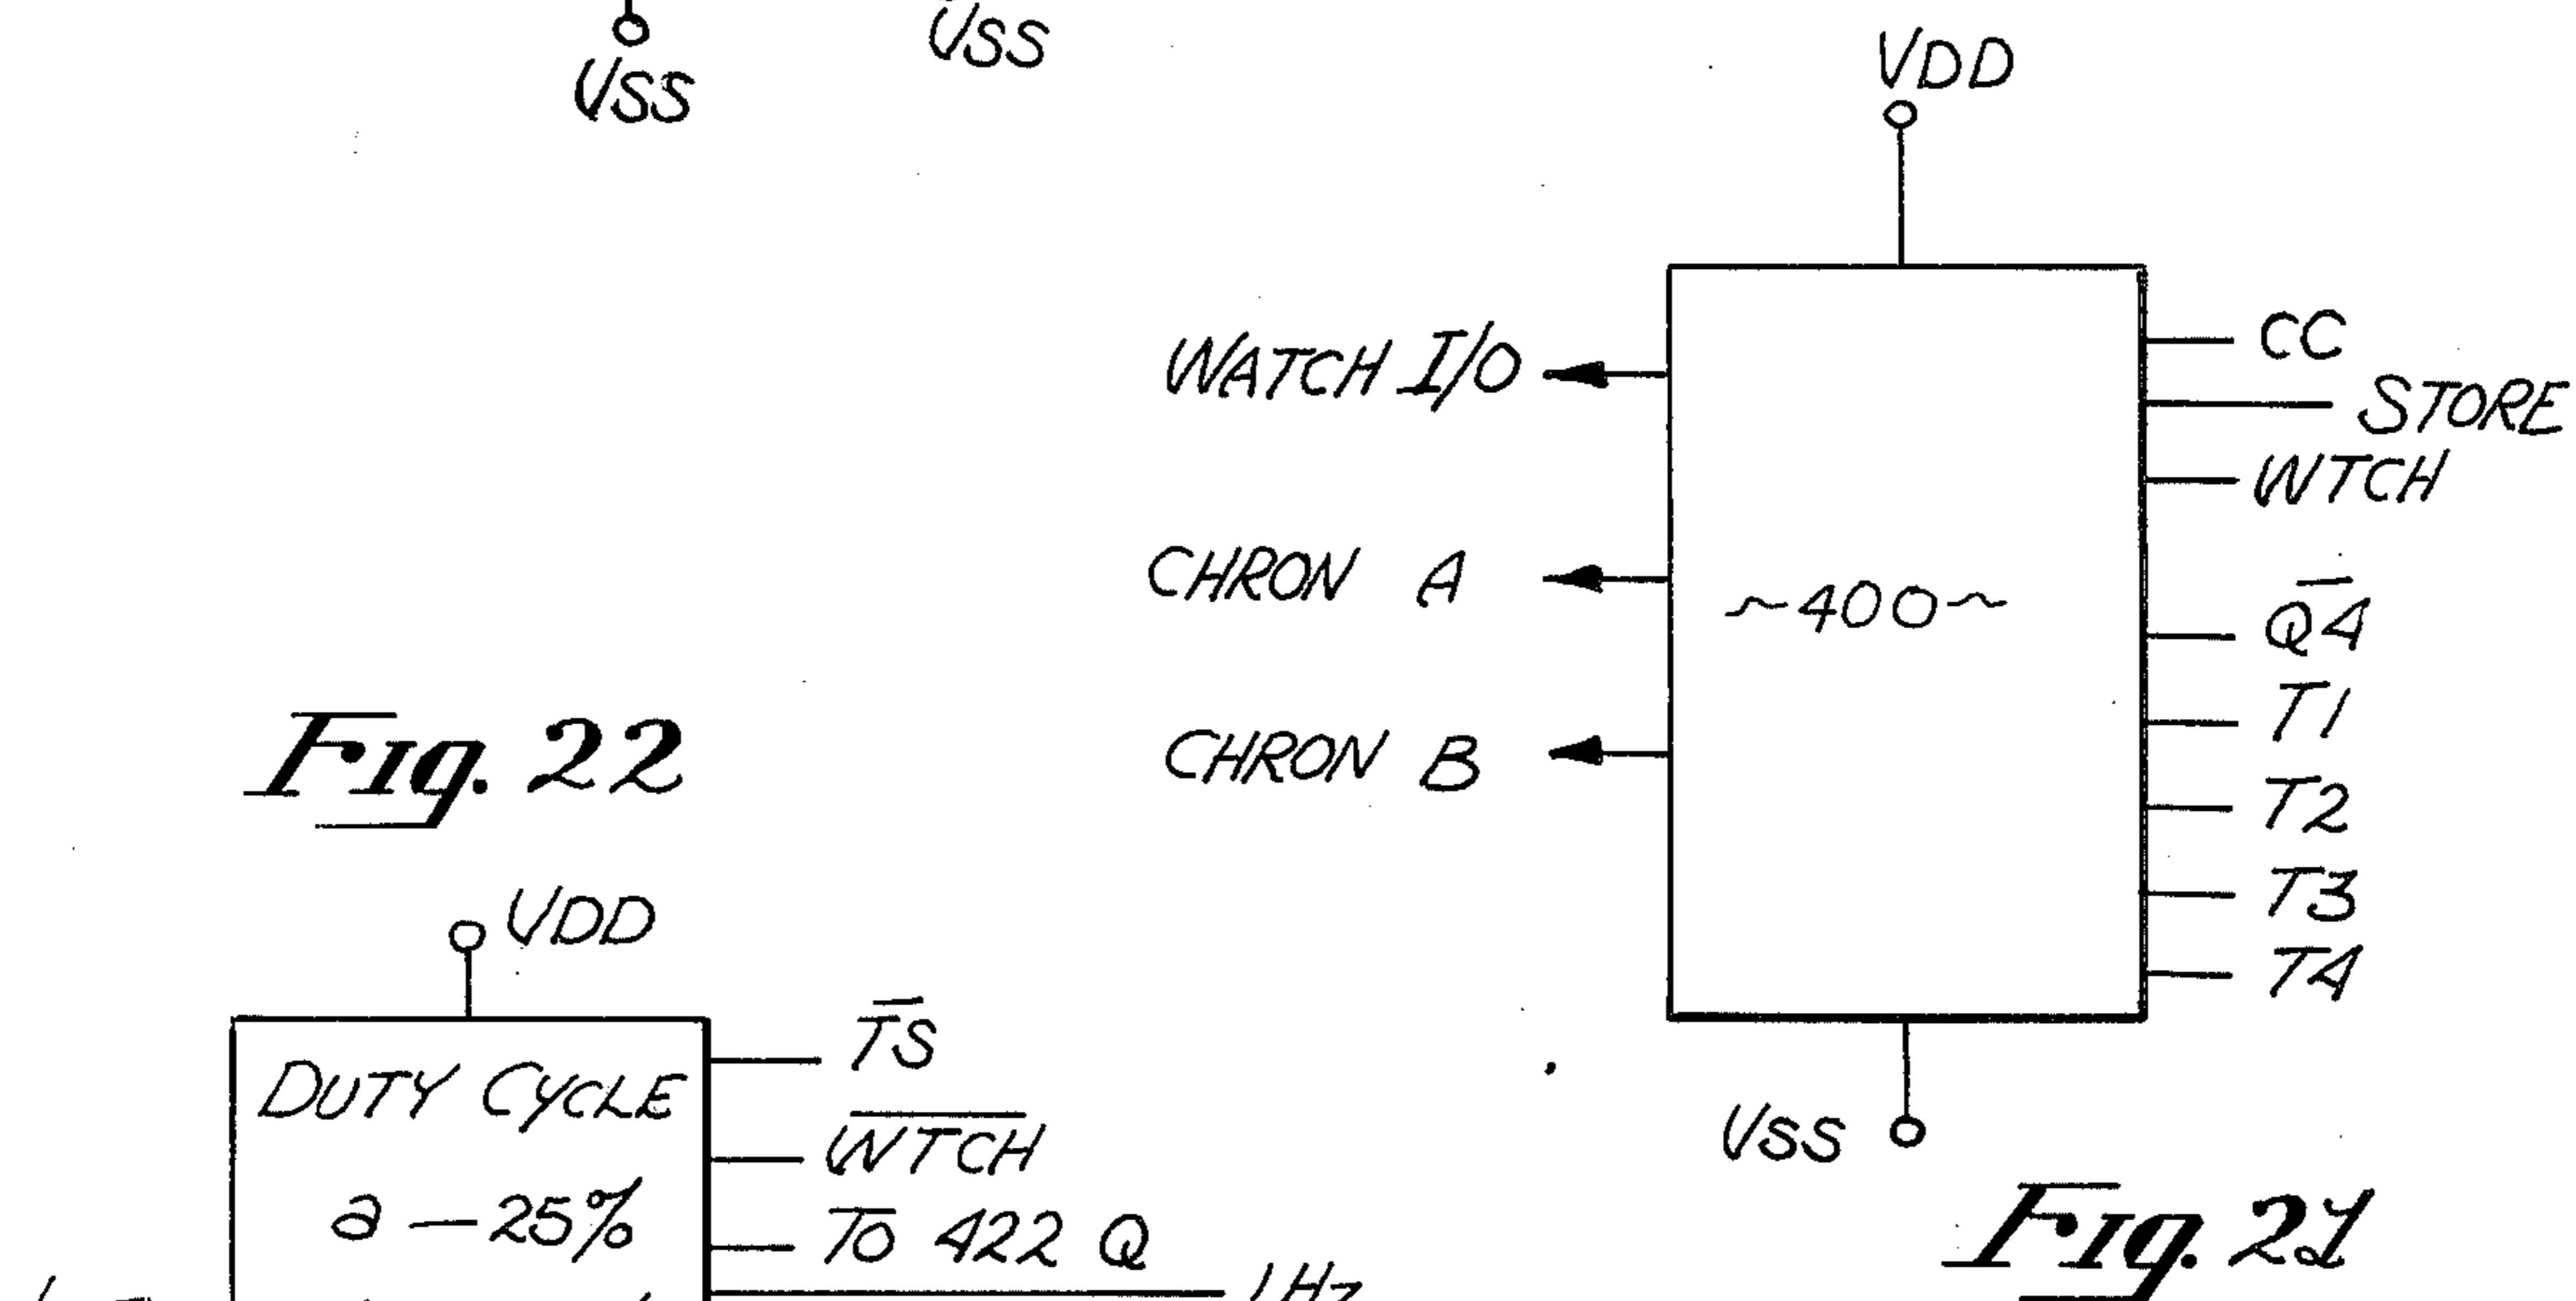 VSS
VSS
VDD
WATCH I/O
CHRON A
CHRON B
~400~
CC
STORE
WTCH
Q̅4
T1
T2
T3
T4
VSS
Fig. 21
Fig. 22
VDD
DUTY CYCLE
a — 25%
T̅S
W̅T̅C̅H̅
TO 422 Q
1Hz